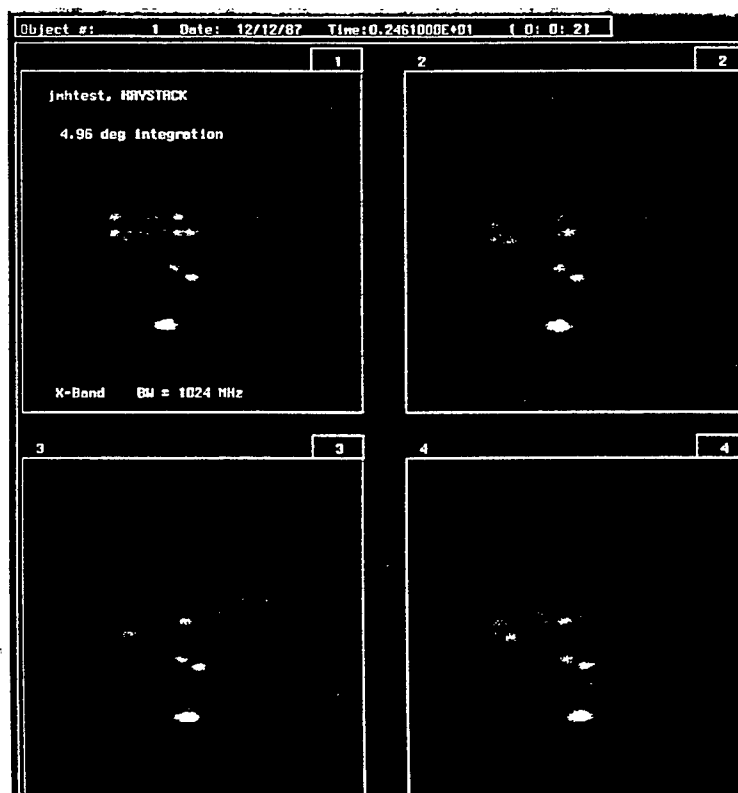 Object #: 1 Date: 12/12/87 Time:0.2461000E+01 ( 0: 0: 2)
1
jmhtest, HAYSTACK
4.96 deg integration
X-Band BW = 1024 MHz
2 2
3 3
4 4